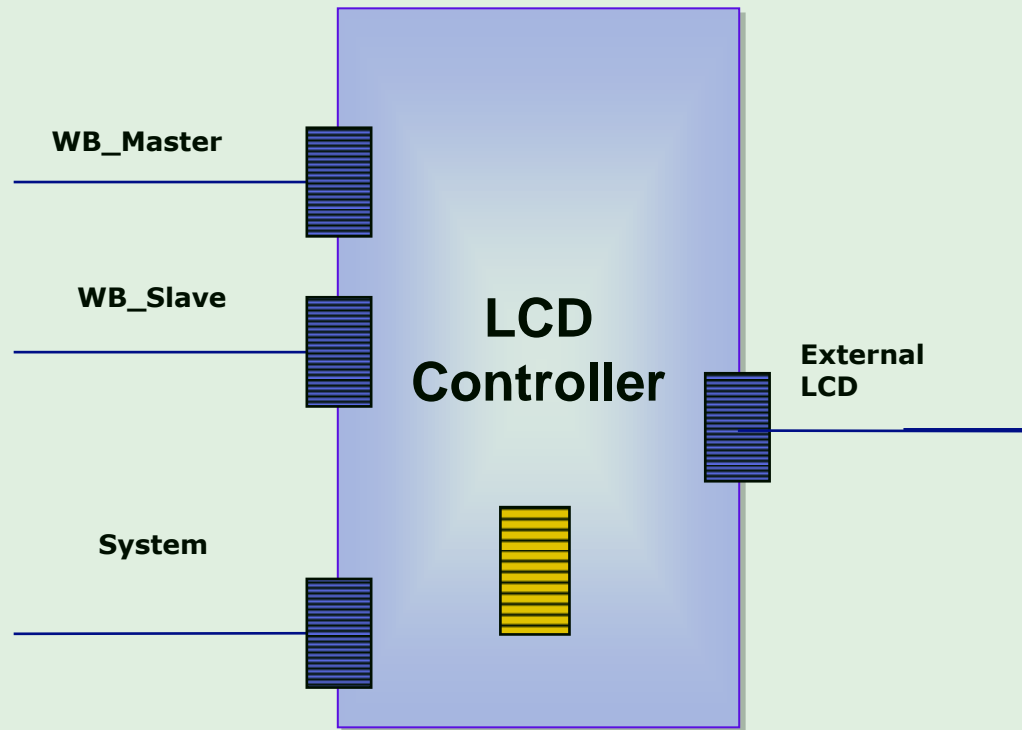 WB_Master
WB_Slave
LCD
Controller
External
LCD
System